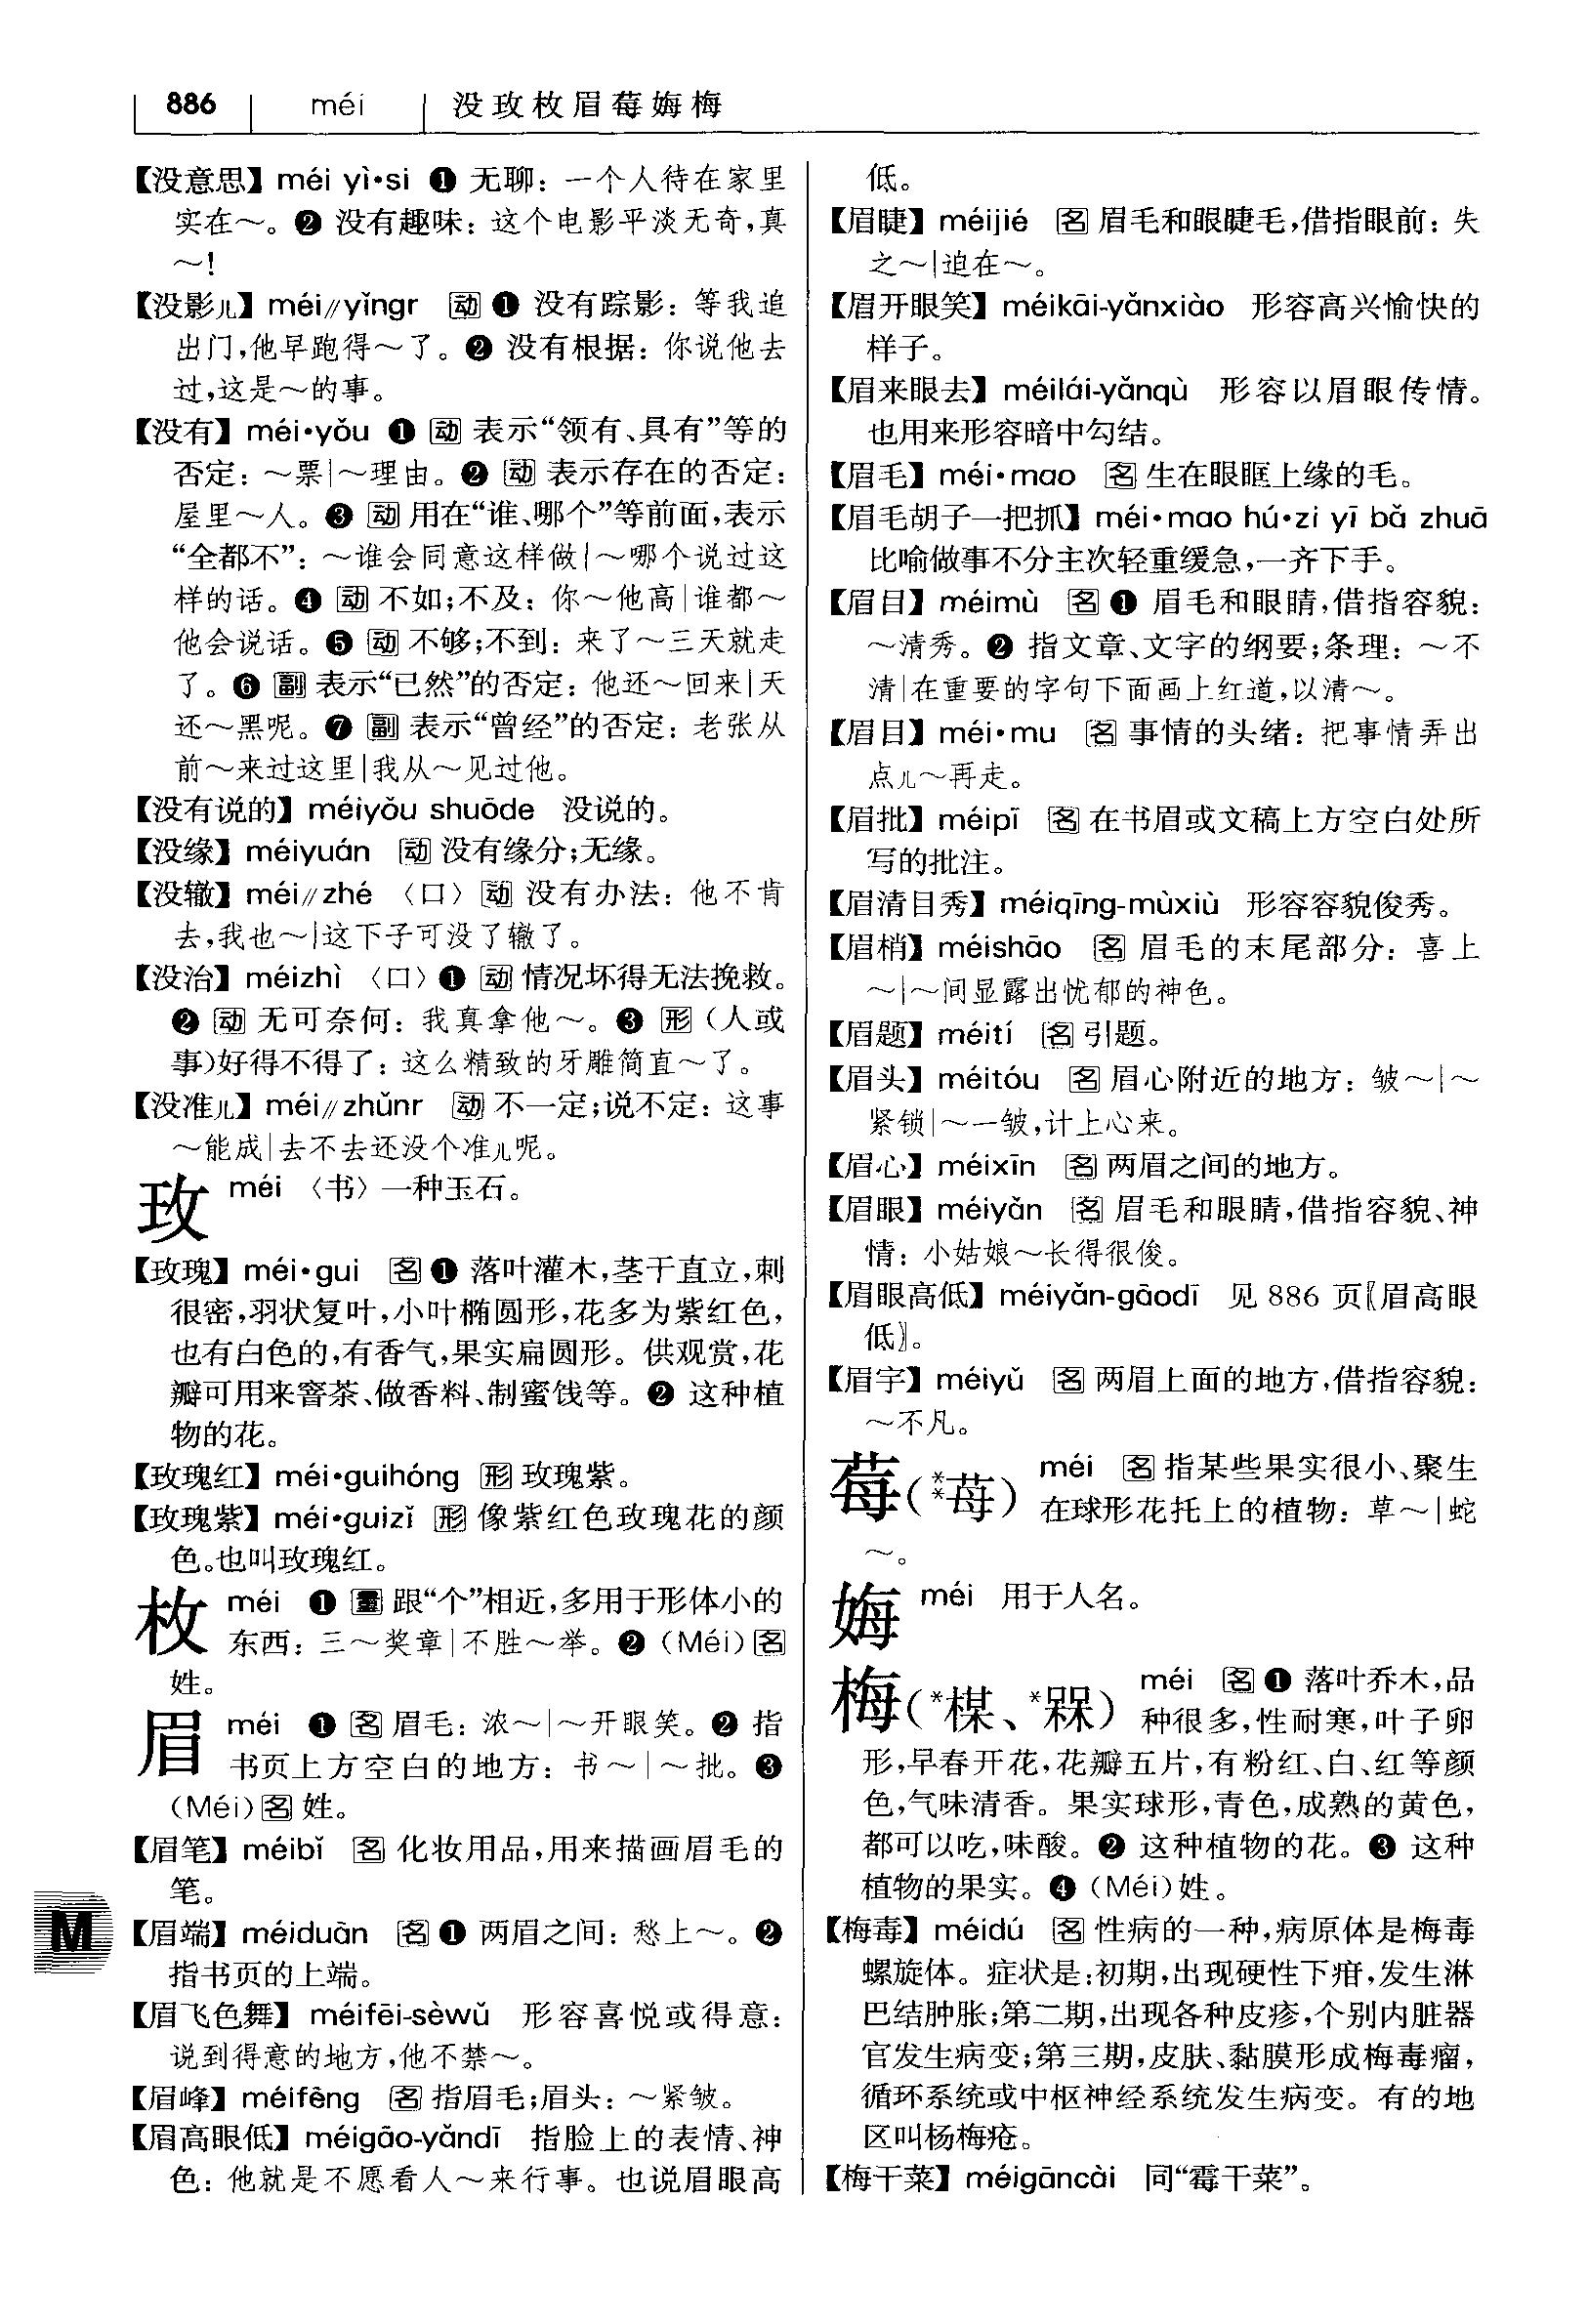 886 méi 没玫枚眉莓娒梅
【没意思】 méi yì•si ❶ 无聊：一个人待在家里
实在～。❷ 没有趣味：这个电影平淡无奇，真
～！
【没影儿】 méi∥yǐngr 动 ❶ 没有踪影：等我追
出门，他早跑得～了。❷ 没有根据：你说他去
过，这是～的事。
【没有】 méi•yǒu ❶ 动 表示“领有、具有”等的
否定：～票|～理由。❷ 动 表示存在的否定：
屋里～人。❸ 动 用在“谁、哪个”等前面，表示
“全都不”：～谁会同意这样做|～哪个说过这
样的话。❹ 动 不如；不及：你～他高|谁都～
他会说话。❺ 动 不够；不到：来了～三天就走
了。❻ 副 表示“已然”的否定：他还～回来|天
还～黑呢。❼ 副 表示“曾经”的否定：老张从
前～来过这里|我从～见过他。
【没有说的】 méiyǒu shuōde 没说的。
【没缘】 méiyuán 动 没有缘分；无缘。
【没辙】 méi∥zhé 〈口〉 动 没有办法：他不肯
去，我也～|这下子可没了辙了。
【没治】 méizhì 〈口〉 ❶ 动 情况坏得无法挽救。
❷ 动 无可奈何：我真拿他～。❸ 形 （人或
事）好得不得了：这么精致的牙雕简直～了。
【没准儿】 méi∥zhǔnr 动 不一定；说不定：这事
～能成|去不去还没个准儿呢。
玫 méi 〈书〉 一种玉石。
【玫瑰】 méi•gui 名 ❶ 落叶灌木，茎干直立，刺
很密，羽状复叶，小叶椭圆形，花多为紫红色，
也有白色的，有香气，果实扁圆形。供观赏，花
瓣可用来窨茶、做香料、制蜜饯等。❷ 这种植
物的花。
【玫瑰红】 méi•guihóng 形 玫瑰紫。
【玫瑰紫】 méi•guizǐ 形 像紫红色玫瑰花的颜
色。也叫玫瑰红。
枚 méi ❶ 量 跟“个”相近，多用于形体小的
东西：三～奖章|不胜～举。❷（Méi）名
姓。
眉 méi ❶ 名 眉毛：浓～|～开眼笑。❷ 指
书页上方空白的地方：书～|～批。❸
（Méi）名 姓。
【眉笔】 méibǐ 名 化妆用品，用来描画眉毛的
笔。
【眉端】 méiduān 名 ❶ 两眉之间：愁上～。❷
指书页的上端。
【眉飞色舞】 méifēi-sèwǔ 形容喜悦或得意：
说到得意的地方，他不禁～。
【眉峰】 méifēng 名 指眉毛；眉头：～紧皱。
【眉高眼低】 méigāo-yǎndī 指脸上的表情、神
色：他就是不愿看人～来行事。也说眉眼高
M
低。
【眉睫】 méijié 名 眉毛和眼睫毛，借指眼前：失
之～|迫在～。
【眉开眼笑】 méikāi-yǎnxiào 形容高兴愉快的
样子。
【眉来眼去】 méilái-yǎnqù 形容以眉眼传情。
也用来形容暗中勾结。
【眉毛】 méi•mao 名 生在眼眶上缘的毛。
【眉毛胡子一把抓】 méi•mao hú•zi yī bǎ zhuā
比喻做事不分主次轻重缓急，一齐下手。
【眉目】 méimù 名 ❶ 眉毛和眼睛，借指容貌：
～清秀。❷ 指文章、文字的纲要；条理：～不
清|在重要的字句下面画上红道，以清～。
【眉目】 méi•mu 名 事情的头绪：把事情弄出
点儿～再走。
【眉批】 méipī 名 在书眉或文稿上方空白处所
写的批注。
【眉清目秀】 méiqīng-mùxiù 形容容貌俊秀。
【眉梢】 méishāo 名 眉毛的末尾部分：喜上
～|～间显露出忧郁的神色。
【眉题】 méití 名 引题。
【眉头】 méitóu 名 眉心附近的地方：皱～|～
紧锁|～一皱，计上心来。
【眉心】 méixīn 名 两眉之间的地方。
【眉眼】 méiyǎn 名 眉毛和眼睛，借指容貌、神
情：小姑娘～长得很俊。
【眉眼高低】 méiyǎn-gāodī 见 886 页〖眉高眼
低〗。
【眉宇】 méiyǔ 名 两眉上面的地方，借指容貌：
～不凡。
莓（**苺） méi 名 指某些果实很小、聚生
在球形花托上的植物：草～|蛇
～。
娒 méi 用于人名。
梅（*楳、*槑） méi 名 ❶ 落叶乔木，品
种很多，性耐寒，叶子卵
形，早春开花，花瓣五片，有粉红、白、红等颜
色，气味清香。果实球形，青色，成熟的黄色，
都可以吃，味酸。❷ 这种植物的花。❸ 这种
植物的果实。❹（Méi）姓。
【梅毒】 méidú 名 性病的一种，病原体是梅毒
螺旋体。症状是：初期，出现硬性下疳，发生淋
巴结肿胀；第二期，出现各种皮疹，个别内脏器
官发生病变；第三期，皮肤、黏膜形成梅毒瘤，
循环系统或中枢神经系统发生病变。有的地
区叫杨梅疮。
【梅干菜】 méigāncài 同“霉干菜”。